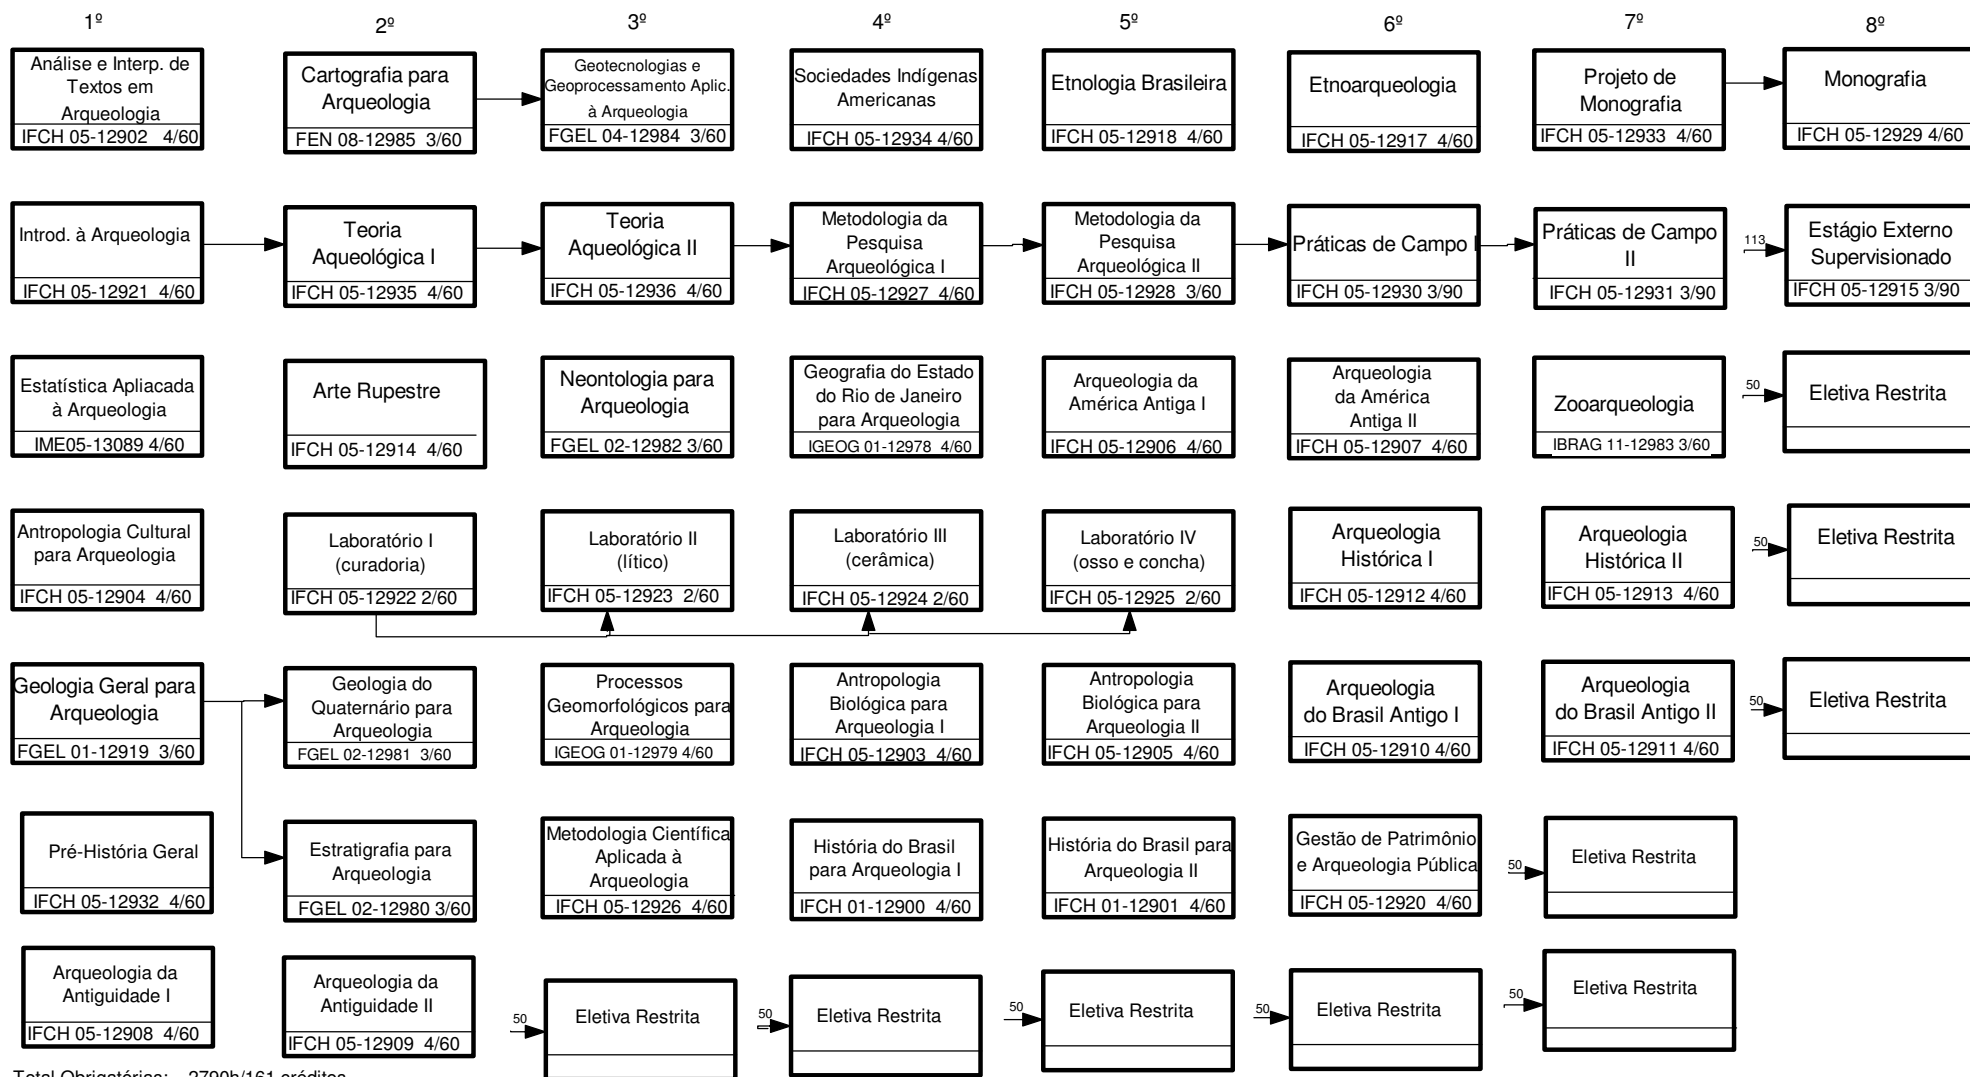 1º 2º 3º 4º 5º 6º 7º 8º
Análise e Interp. de
Textos em
Arqueologia
IFCH 05-12902 4/60
Cartografia para
Arqueologia
FEN 08-12985 3/60
Geotecnologias e
Geoprocessamento Aplic.
à Arqueologia
FGEL 04-12984 3/60
Sociedades Indígenas
Americanas
IFCH 05-12934 4/60
Etnologia Brasileira
IFCH 05-12918 4/60
Etnoarqueologia
IFCH 05-12917 4/60
Projeto de
Monografia
IFCH 05-12933 4/60
Monografia
IFCH 05-12929 4/60
Introd. à Arqueologia
IFCH 05-12921 4/60
Teoria
Aqueológica I
IFCH 05-12935 4/60
Teoria
Aqueológica II
IFCH 05-12936 4/60
Metodologia da
Pesquisa
Arqueológica I
IFCH 05-12927 4/60
Metodologia da
Pesquisa
Arqueológica II
IFCH 05-12928 3/60
Práticas de Campo I
IFCH 05-12930 3/90
Práticas de Campo
II
IFCH 05-12931 3/90
113
Estágio Externo
Supervisionado
IFCH 05-12915 3/90
Estatística Apliacada
à Arqueologia
IME05-13089 4/60
Arte Rupestre
IFCH 05-12914 4/60
Neontologia para
Arqueologia
FGEL 02-12982 3/60
Geografia do Estado
do Rio de Janeiro
para Arqueologia
IGEOG 01-12978 4/60
Arqueologia da
América Antiga I
IFCH 05-12906 4/60
Arqueologia
da América
Antiga II
IFCH 05-12907 4/60
Zooarqueologia
IBRAG 11-12983 3/60
50
Eletiva Restrita
Antropologia Cultural
para Arqueologia
IFCH 05-12904 4/60
Laboratório I
(curadoria)
IFCH 05-12922 2/60
Laboratório II
(lítico)
IFCH 05-12923 2/60
Laboratório III
(cerâmica)
IFCH 05-12924 2/60
Laboratório IV
(osso e concha)
IFCH 05-12925 2/60
Arqueologia
Histórica I
IFCH 05-12912 4/60
Arqueologia
Histórica II
IFCH 05-12913 4/60
50
Eletiva Restrita
Geologia Geral para
Arqueologia
FGEL 01-12919 3/60
Geologia do
Quaternário para
Arqueologia
FGEL 02-12981 3/60
Processos
Geomorfológicos para
Arqueologia
IGEOG 01-12979 4/60
Antropologia
Biológica para
Arqueologia I
IFCH 05-12903 4/60
Antropologia
Biológica para
Arqueologia II
IFCH 05-12905 4/60
Arqueologia
do Brasil Antigo I
IFCH 05-12910 4/60
Arqueologia
do Brasil Antigo II
IFCH 05-12911 4/60
50
Eletiva Restrita
Pré-História Geral
IFCH 05-12932 4/60
Estratigrafia para
Arqueologia
FGEL 02-12980 3/60
Metodologia Científica
Aplicada à
Arqueologia
IFCH 05-12926 4/60
História do Brasil
para Arqueologia I
IFCH 01-12900 4/60
História do Brasil para
Arqueologia II
IFCH 01-12901 4/60
Gestão de Patrimônio
e Arqueologia Pública
IFCH 05-12920 4/60
50
Eletiva Restrita
Arqueologia da
Antiguidade I
IFCH 05-12908 4/60
Arqueologia da
Antiguidade II
IFCH 05-12909 4/60
50
Eletiva Restrita
50
Eletiva Restrita
50
Eletiva Restrita
50
Eletiva Restrita
50
Eletiva Restrita
Total Obrigatórias: 2790h/161 créditos